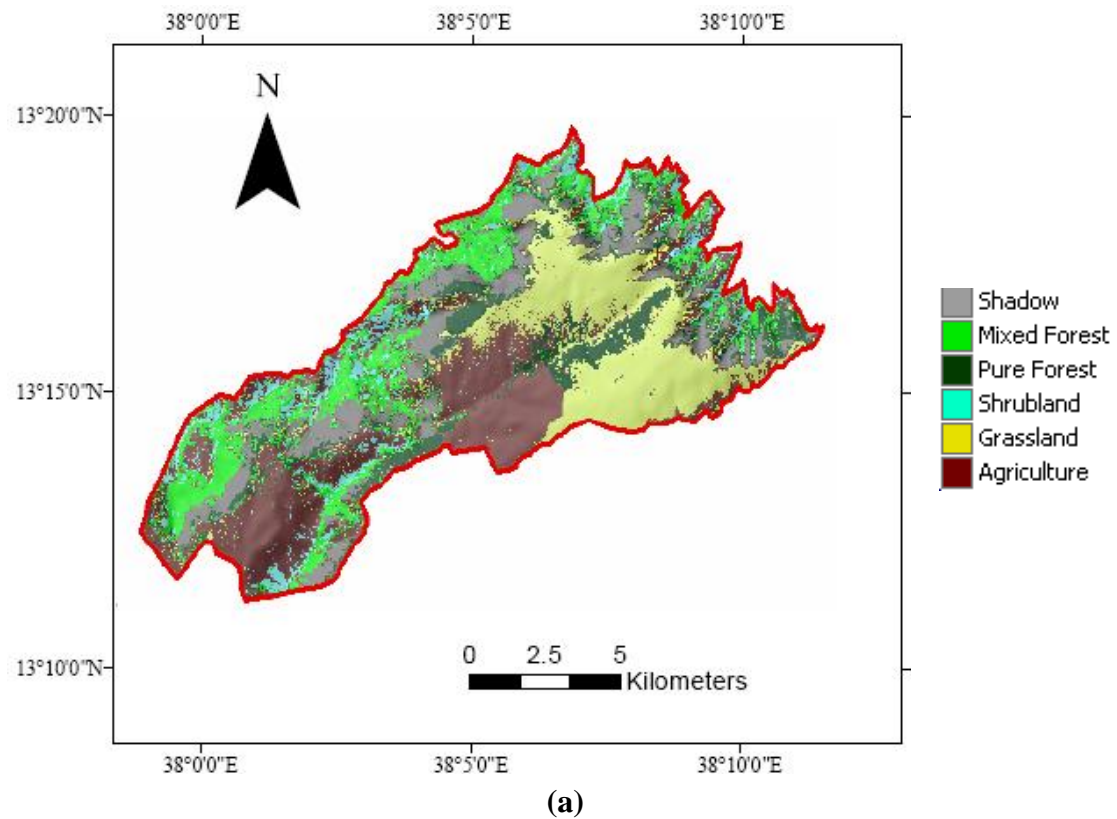 38°0'0"E 38°5'0"E 38°10'0"E
N
13°20'0"N
13°15'0"N
13°10'0"N
Shadow
Mixed Forest
Pure Forest
Shrubland
Grassland
Agriculture
0 2.5 5
Kilometers
38°0'0"E 38°5'0"E 38°10'0"E
(a)